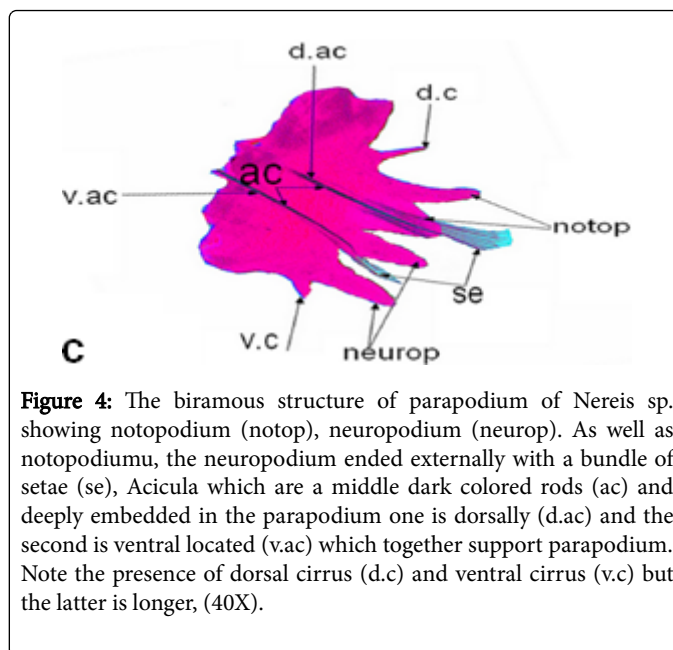 d.ac
d.c
ac
v.ac
notop
se
v.c
neurop
C
Figure 4: The biramous structure of parapodium of Nereis sp.
showing notopodium (notop), neuropodium (neurop). As well as
notopodiumu, the neuropodium ended externally with a bundle of
setae (se), Acicula which are a middle dark colored rods (ac) and
deeply embedded in the parapodium one is dorsally (d.ac) and the
second is ventral located (v.ac) which together support parapodium.
Note the presence of dorsal cirrus (d.c) and ventral cirrus (v.c) but
the latter is longer, (40X).